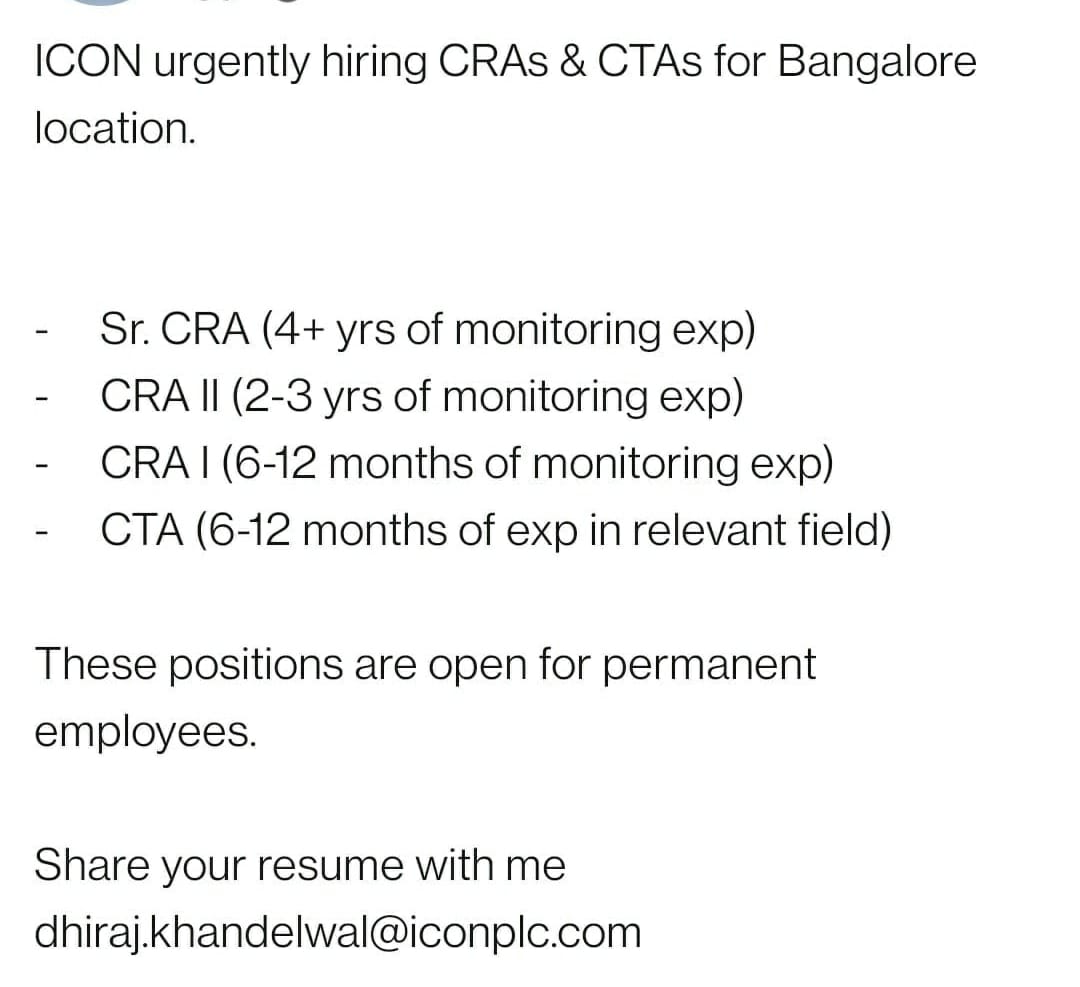 ICON urgently hiring CRAs & CTAs for Bangalore
location.
- Sr. CRA (4+ yrs of monitoring exp)
- CRA II (2-3 yrs of monitoring exp)
- CRA I (6-12 months of monitoring exp)
- CTA (6-12 months of exp in relevant field)
These positions are open for permanent
employees.
Share your resume with me
dhiraj.khandelwal@iconplc.com